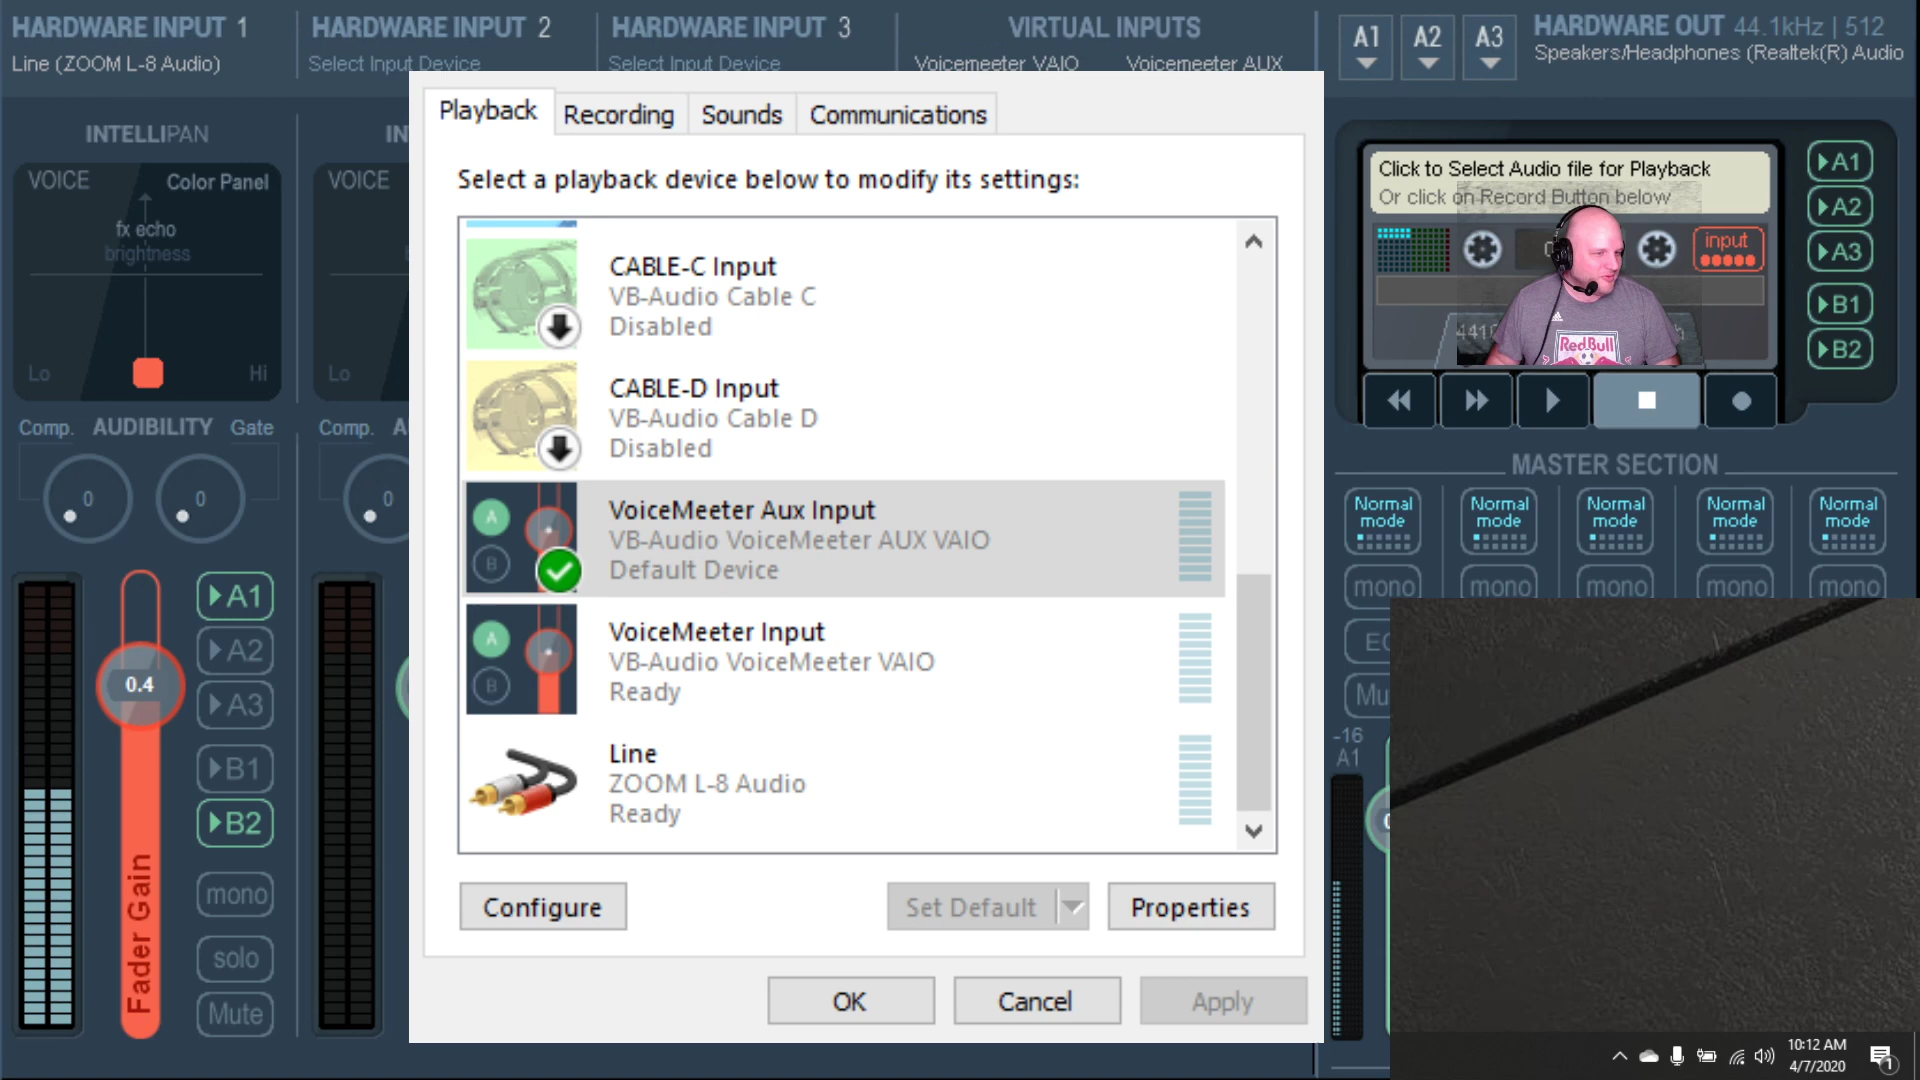 HARDWARE INPUT 1
Line (ZOOM L-8 Audio)
HARDWARE INPUT 2
Select Input Device
HARDWARE INPUT 3
Select Input Device
VIRTUAL INPUTS
Voicemeeter VAIO
Voicemeeter AUX
A1
A2
A3
HARDWARE OUT 44.1kHz | 512
Speakers/Headphones (Realtek(R) Audio
INTELLIPAN
VOICE
Color Panel
fx echo
brightness
Lo
Hi
Comp. AUDIBILITY Gate
0
0
0.4
Fader Gain
A1
A2
A3
B1
B2
mono
solo
Mute
IN
VOICE
Lo
Comp. A
0
Playback
Recording
Sounds
Communications
Select a playback device below to modify its settings:
CABLE-C Input
VB-Audio Cable C
Disabled
CABLE-D Input
VB-Audio Cable D
Disabled
A
B
VoiceMeeter Aux Input
VB-Audio VoiceMeeter AUX VAIO
Default Device
A
B
VoiceMeeter Input
VB-Audio VoiceMeeter VAIO
Ready
Line
ZOOM L-8 Audio
Ready
Configure
Set Default
Properties
OK
Cancel
Apply
Click to Select Audio file for Playback
Or click on Record Button below
input
Red Bull
A1
A2
A3
B1
B2
MASTER SECTION
Normal mode
Normal mode
Normal mode
Normal mode
Normal mode
mono
mono
mono
mono
mono
-16
A1
10:12 AM
4/7/2020
1